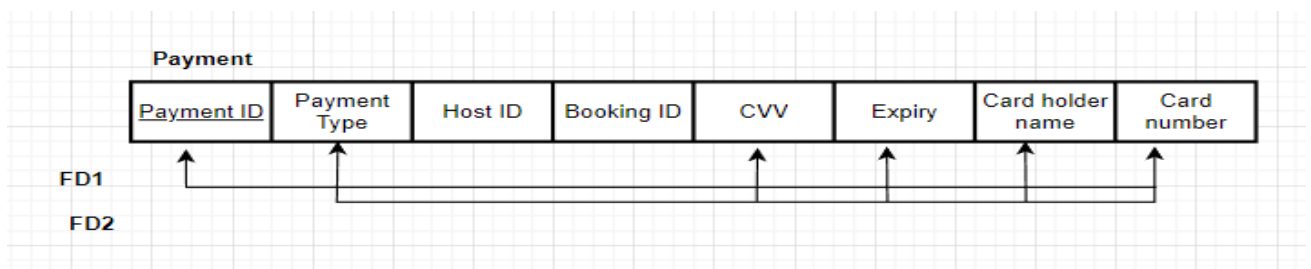 Payment
Payment ID
Payment
Type
Host ID
Booking ID
CVV
Expiry
Card holder
name
Card
number
FD1
FD2